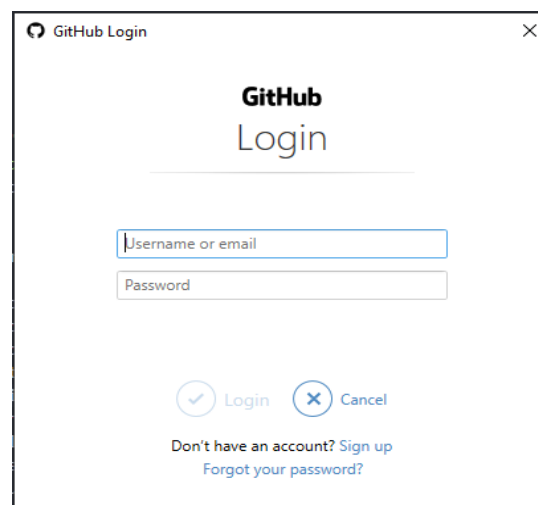 GitHub Login
GitHub
Login
Username or email
Password
Login Cancel
Don't have an account? Sign up
Forgot your password?